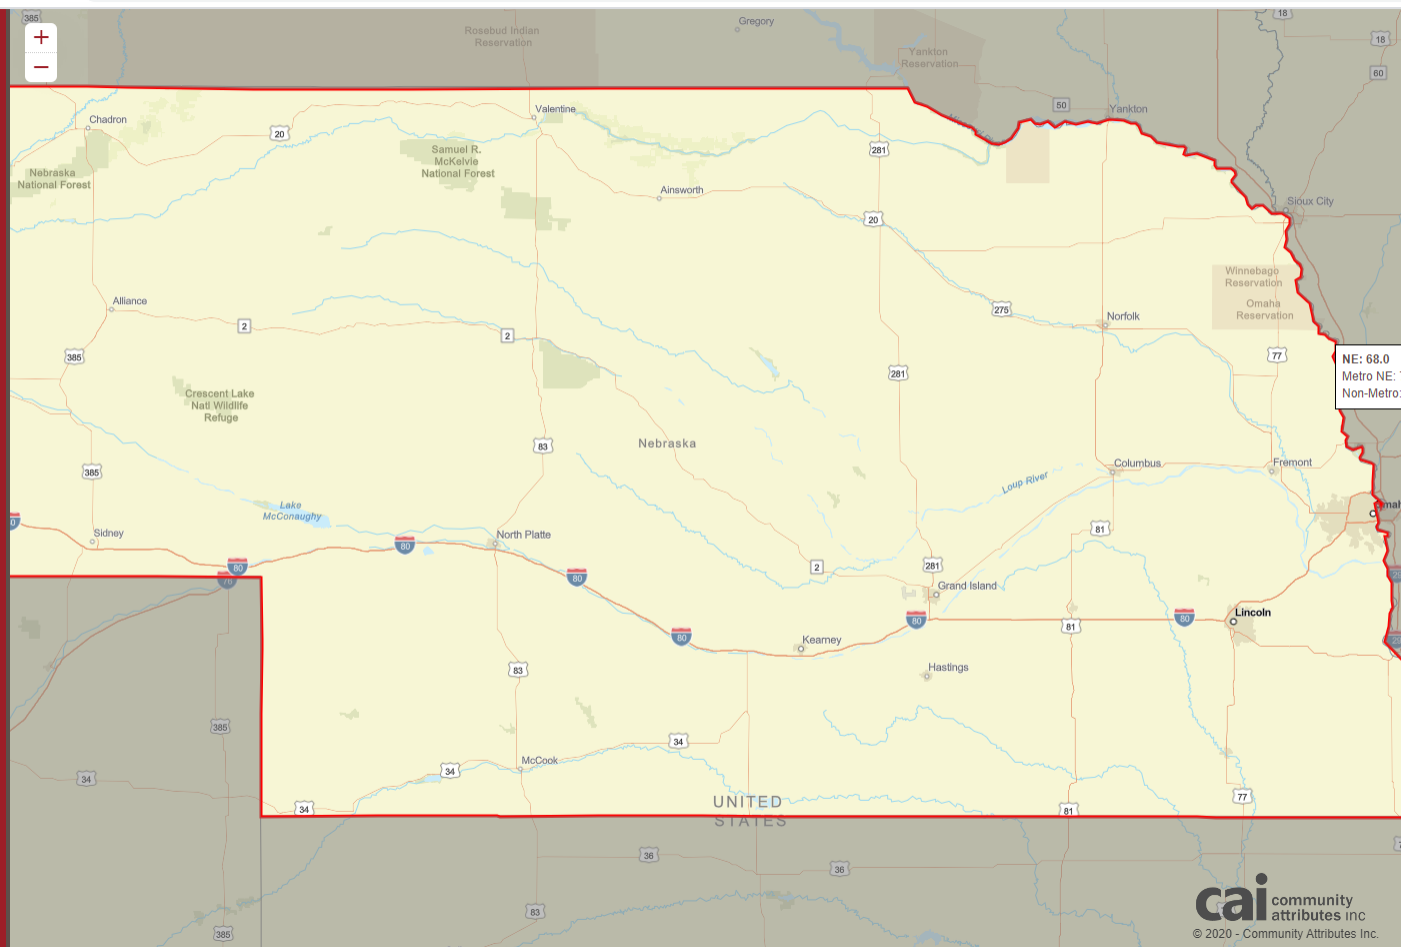 385
Rosebud Indian
Reservation
Gregory
18
18
Yankton
Reservation
60
+
−
50
Yankton
Valentine
Chadron
20
281
Samuel R.
McKelvie
National Forest
Nebraska
National Forest
Ainsworth
Sioux City
20
Winnebago
Reservation
Alliance
Omaha
Reservation
275
Norfolk
2
2
385
77
NE: 68.0
Metro NE:
Non-Metro:
281
Crescent Lake
Natl Wildlife
Refuge
83
Nebraska
385
Columbus
Fremont
Loup River
Lake
McConaughy
0
Sidney
North Platte
81
80
80
76
80
2
281
Grand Island
80
80
Lincoln
81
80
Kearney
Hastings
83
385
34
McCook
34
34
34
UNITED
STATES
77
81
36
36
83
385
cai community
attributes inc
© 2020 - Community Attributes Inc.